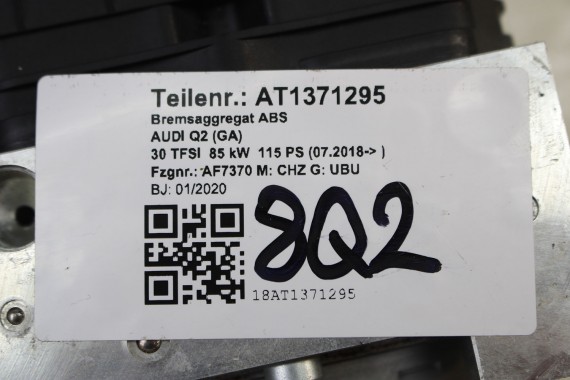 Teilenr.: AT1371295
Bremsaggregat ABS
AUDI Q2 (GA)
30 TFSI 85 kW 115 PS (07.2018-> )
Fzgnr.: AF7370 M: CHZ G: UBU
BJ: 01/2020
8Q2
18AT1371295